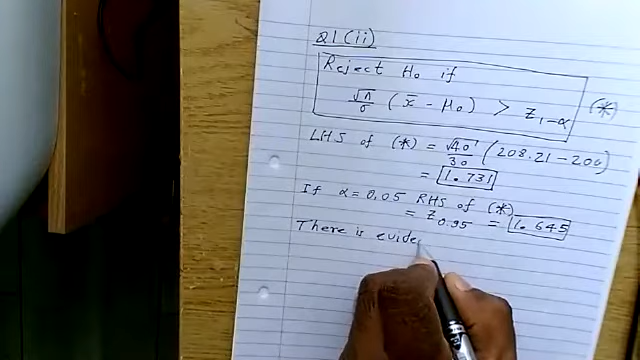 Q1(ii)
Reject H₀ if
√n/σ (x̄ - μ₀) > z₁₋α (*)
LHS of (*) = √40/30 (208.21 - 200)
= 1.731
If α = 0.05 RHS of (*)
= z₀.₉₅ = 1.645
There is evide